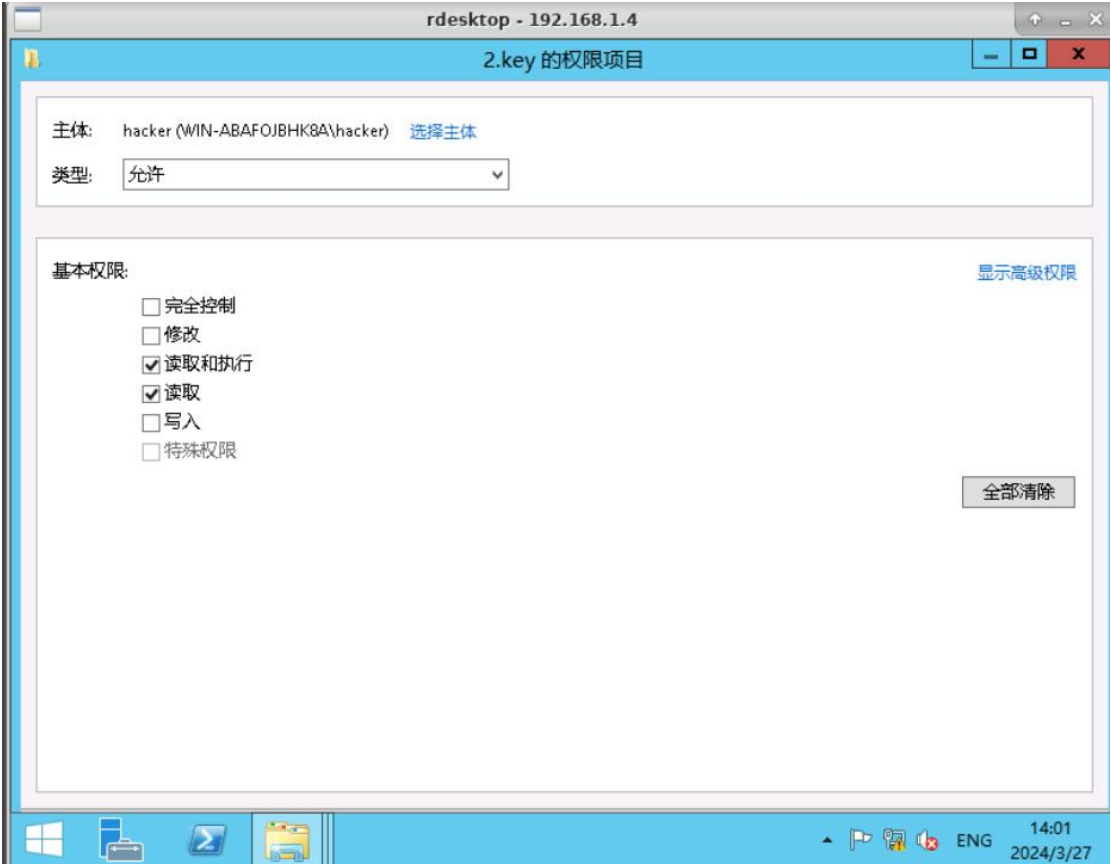 rdesktop - 192.168.1.4
2.key 的权限项目
主体: hacker (WIN-ABAFOJBHK8A\hacker) 选择主体
类型: 允许
基本权限: 显示高级权限
完全控制
修改
读取和执行
读取
写入
特殊权限
全部清除
ENG 14:01
2024/3/27